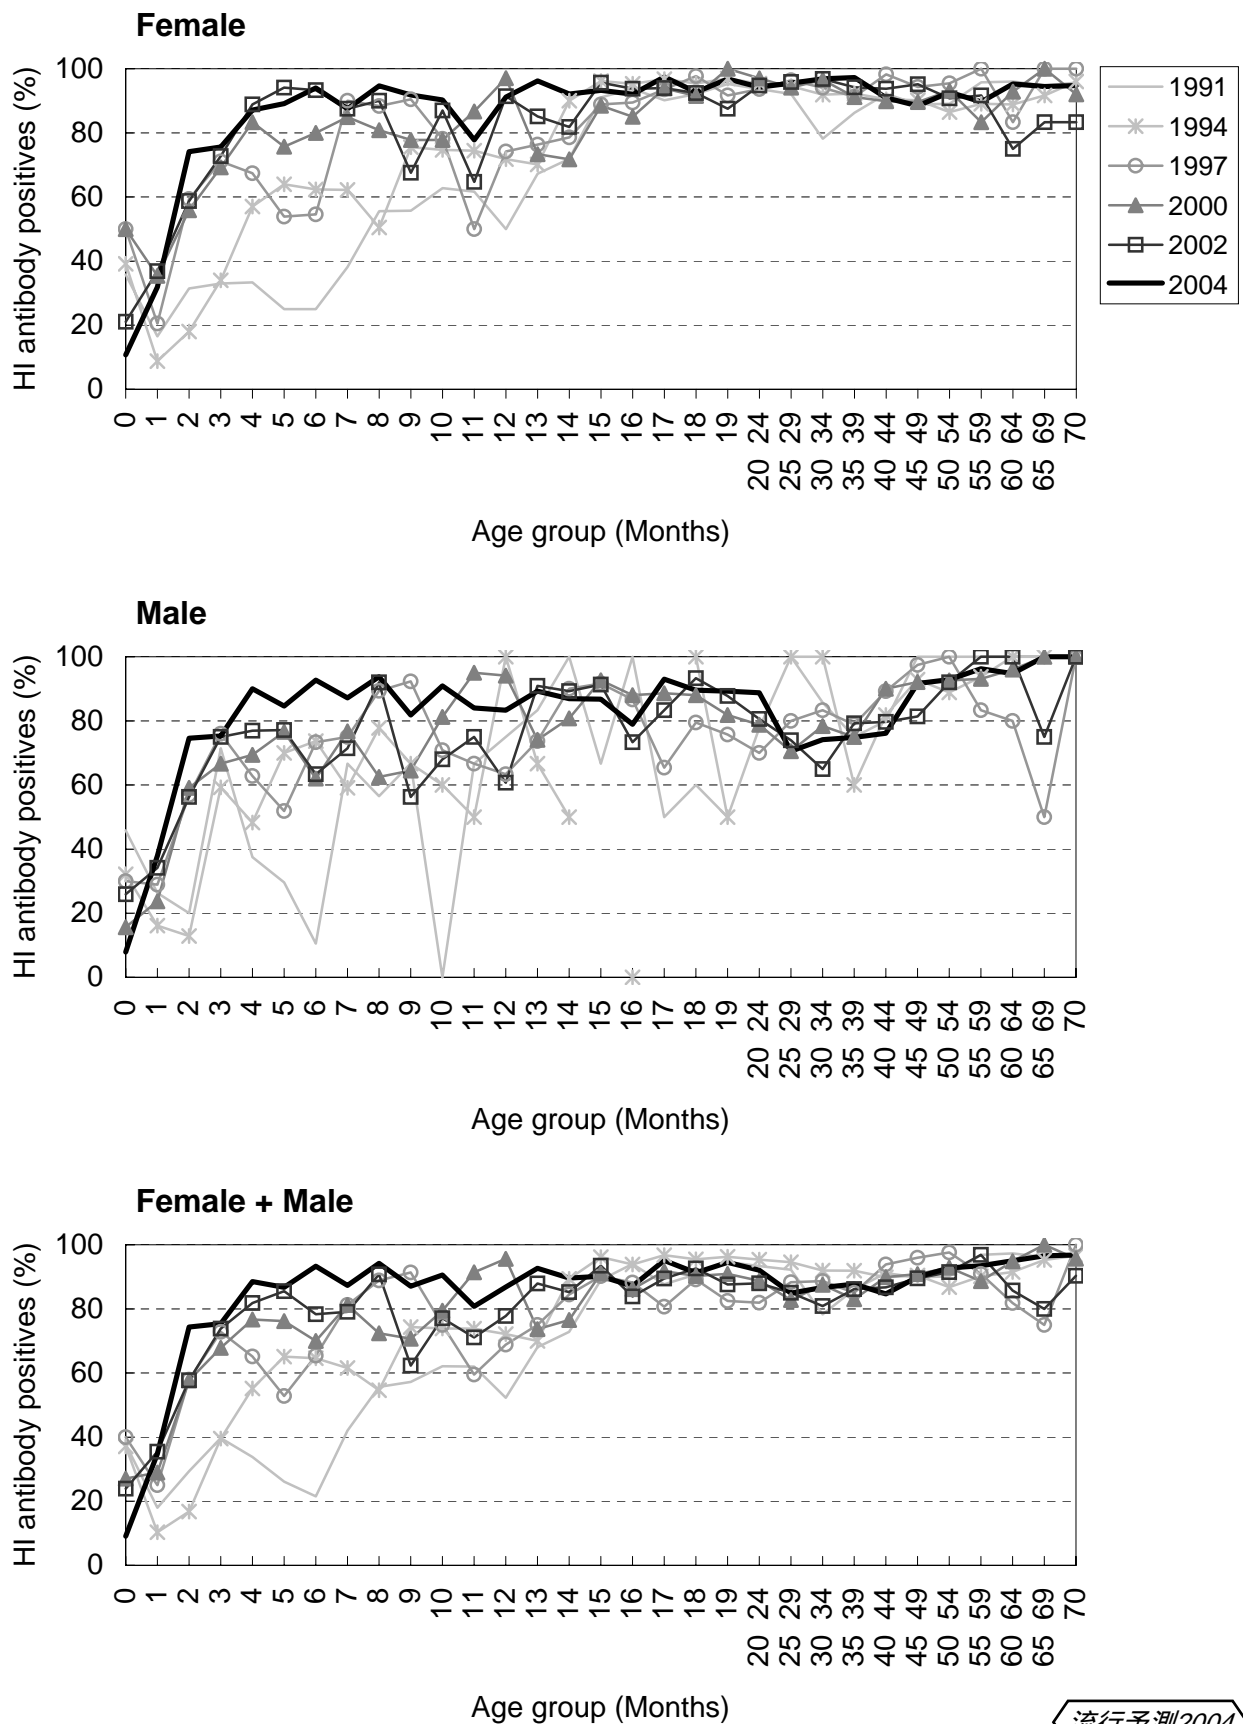 Female
HI antibody positives (%)
100
80
60
40
20
0
0 1 2 3 4 5 6 7 8 9 10 11 12 13 14 15 16 17 18 19 20 24 25 29 30 34 35 39 40 44 45 49 50 54 55 59 60 64 65 69 70
Age group (Months)
1991
1994
1997
2000
2002
2004
Male
HI antibody positives (%)
100
80
60
40
20
0
0 1 2 3 4 5 6 7 8 9 10 11 12 13 14 15 16 17 18 19 20 24 25 29 30 34 35 39 40 44 45 49 50 54 55 59 60 64 65 69 70
Age group (Months)
Female + Male
HI antibody positives (%)
100
80
60
40
20
0
0 1 2 3 4 5 6 7 8 9 10 11 12 13 14 15 16 17 18 19 20 24 25 29 30 34 35 39 40 44 45 49 50 54 55 59 60 64 65 69 70
Age group (Months)
流行予測2004